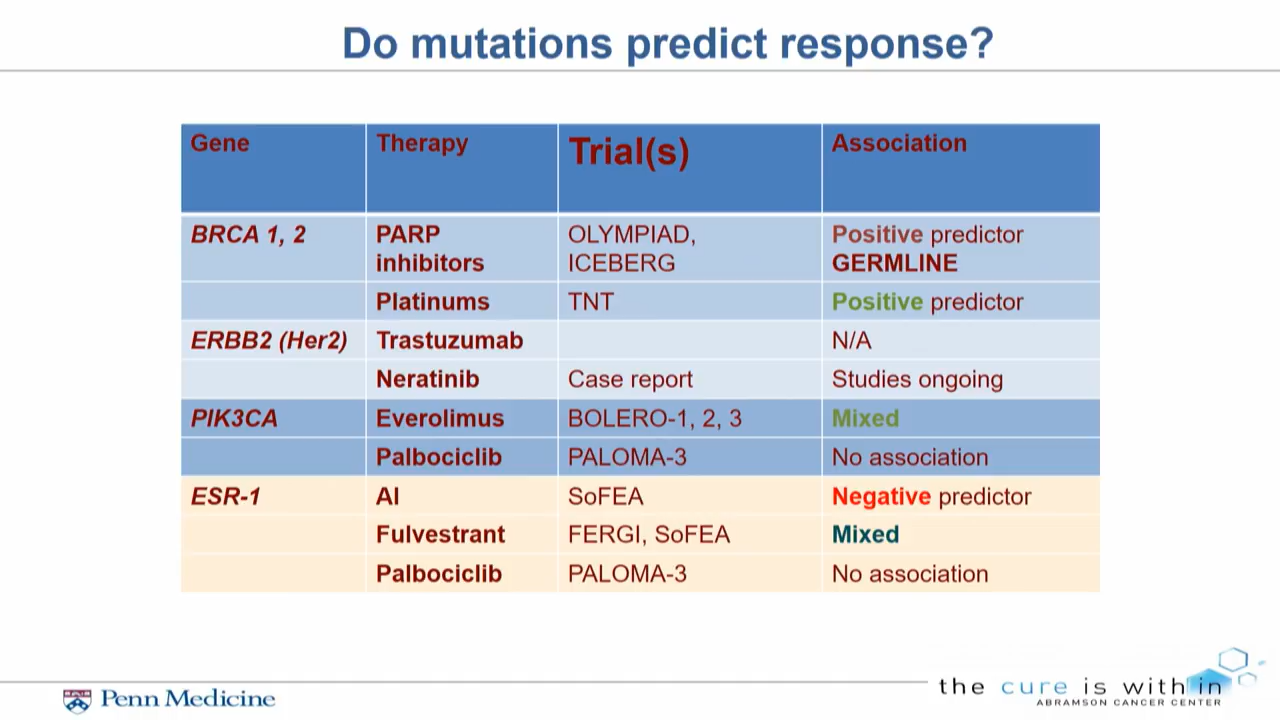 Do mutations predict response?
Gene Therapy Trial(s) Association
BRCA 1, 2 PARP OLYMPIAD, Positive predictor
inhibitors ICEBERG GERMLINE
Platinums TNT Positive predictor
ERBB2 (Her2) Trastuzumab N/A
Neratinib Case report Studies ongoing
PIK3CA Everolimus BOLERO-1, 2, 3 Mixed
Palbociclib PALOMA-3 No association
ESR-1 AI SoFEA Negative predictor
Fulvestrant FERGI, SoFEA Mixed
Palbociclib PALOMA-3 No association
Penn Medicine the cure is within
ABRAMSON CANCER CENTER